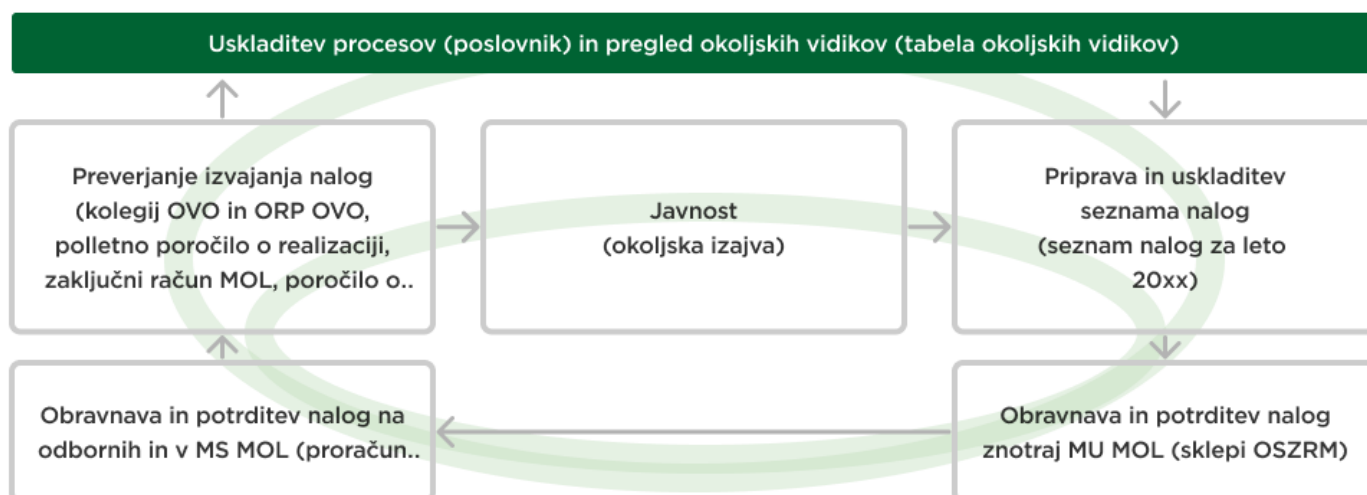 Uskladitev procesov (poslovnik) in pregled okoljskih vidikov (tabela okoljskih vidikov)
Preverjanje izvajanja nalog
(kolegij OVO in ORP OVO,
polletno poročilo o realizaciji,
zaključni račun MOL, poročilo o..
Javnost
(okoljska izajva)
Priprava in uskladitev
seznama nalog
(seznam nalog za leto
20xx)
Obravnava in potrditev nalog na
odbornih in v MS MOL (proračun..
Obravnava in potrditev nalog
znotraj MU MOL (sklepi OSZRM)